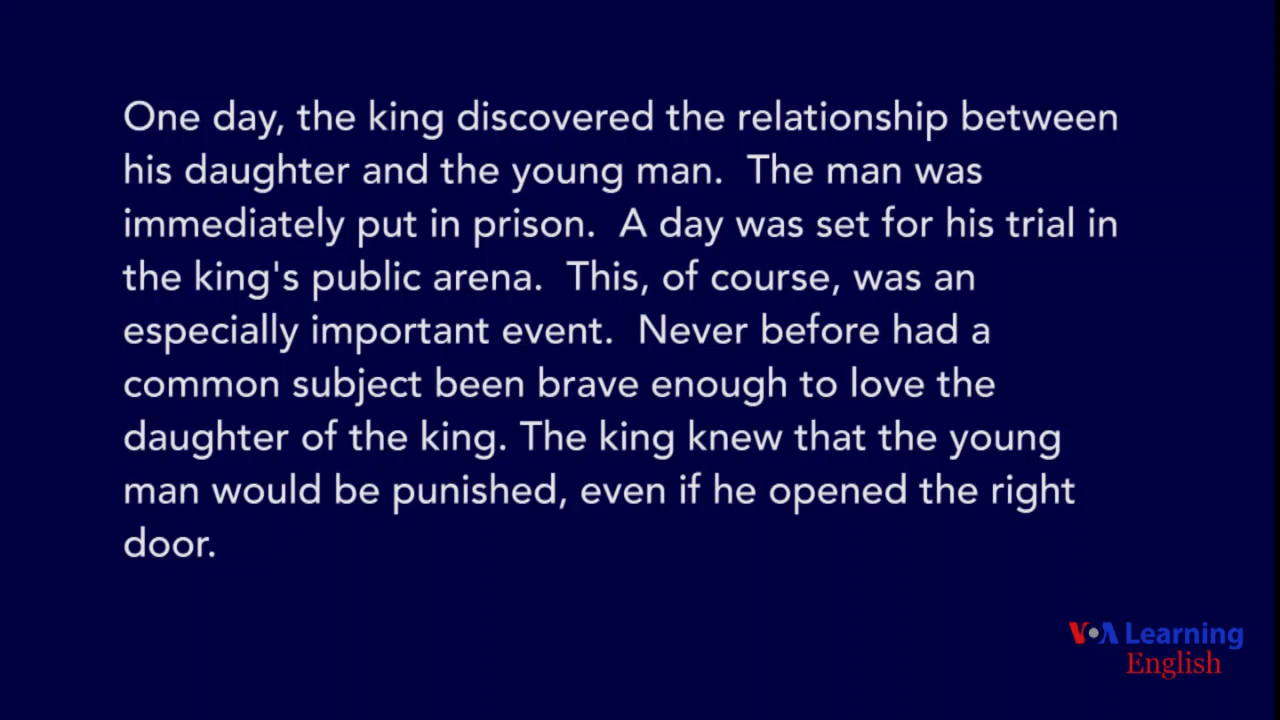 One day, the king discovered the relationship between
his daughter and the young man.  The man was
immediately put in prison.  A day was set for his trial in
the king's public arena.  This, of course, was an
especially important event.  Never before had a
common subject been brave enough to love the
daughter of the king. The king knew that the young
man would be punished, even if he opened the right
door.
VOA Learning
English